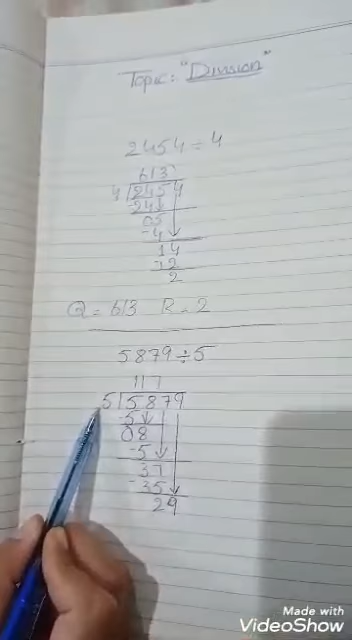 Topic: "Division"
2454 ÷ 4
613
4 2454
24
05
-4
14
12
2
Q = 613 R = 2
5879 ÷ 5
117
5 5879
-5
08
-5
37
-35
29
Made with
VideoShow